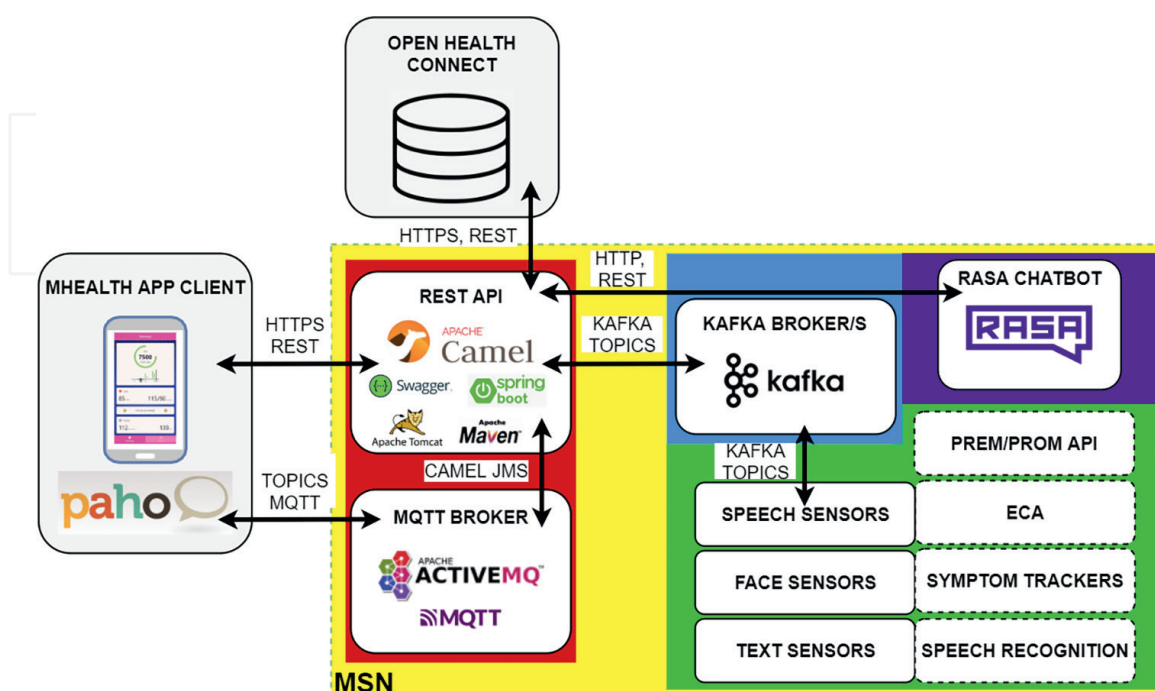 OPEN HEALTH
CONNECT
HTTPS, REST
MHEALTH APP CLIENT
7500
paho
HTTPS
REST
TOPICS
MQTT
REST API
APACHE
Camel
Swagger
spring
boot
Apache Tomcat
Apache
Maven
CAMEL JMS
MQTT BROKER
APACHE
ACTIVEMQ™
MQTT
HTTP,
REST
KAFKA
TOPICS
KAFKA BROKER/S
kafka
KAFKA
TOPICS
RASA CHATBOT
RASA
SPEECH SENSORS
FACE SENSORS
TEXT SENSORS
PREM/PROM API
ECA
SYMPTOM TRACKERS
SPEECH RECOGNITION
MSN